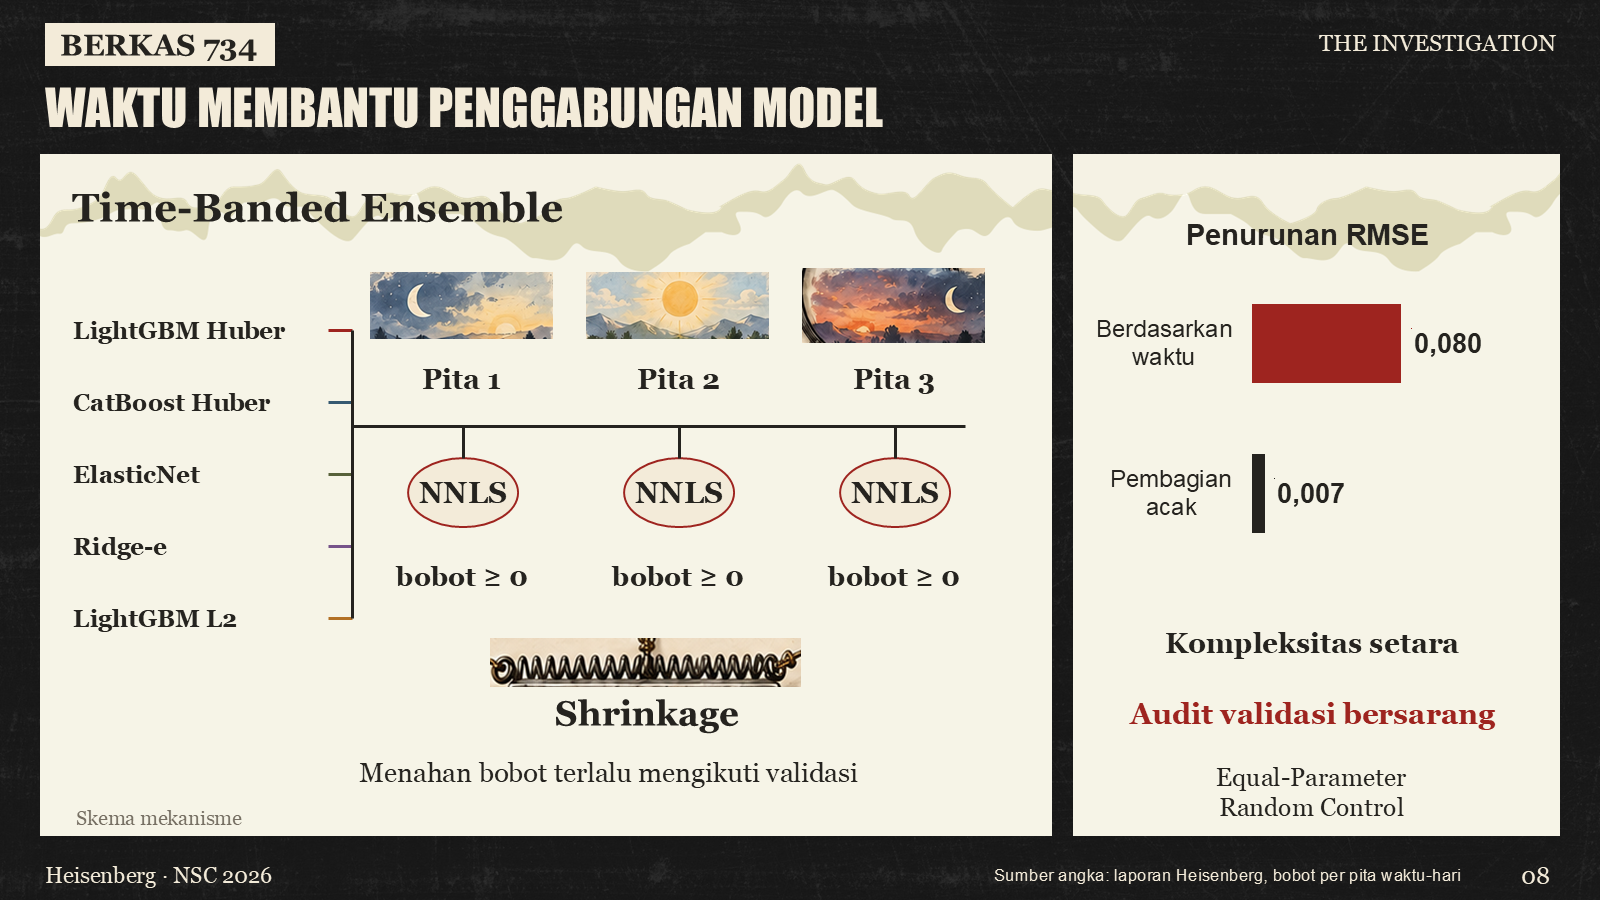 BERKAS 734
THE INVESTIGATION
WAKTU MEMBANTU PENGGABUNGAN MODEL
Time-Banded Ensemble
LightGBM Huber
CatBoost Huber
ElasticNet
Ridge-e
LightGBM L2
Pita 1
Pita 2
Pita 3
NNLS
NNLS
NNLS
bobot ≥ 0
bobot ≥ 0
bobot ≥ 0
Shrinkage
Menahan bobot terlalu mengikuti validasi
Skema mekanisme
Penurunan RMSE
Berdasarkan
waktu
0,080
Pembagian
acak
0,007
Kompleksitas setara
Audit validasi bersarang
Equal-Parameter
Random Control
Heisenberg · NSC 2026
Sumber angka: laporan Heisenberg, bobot per pita waktu-hari
08